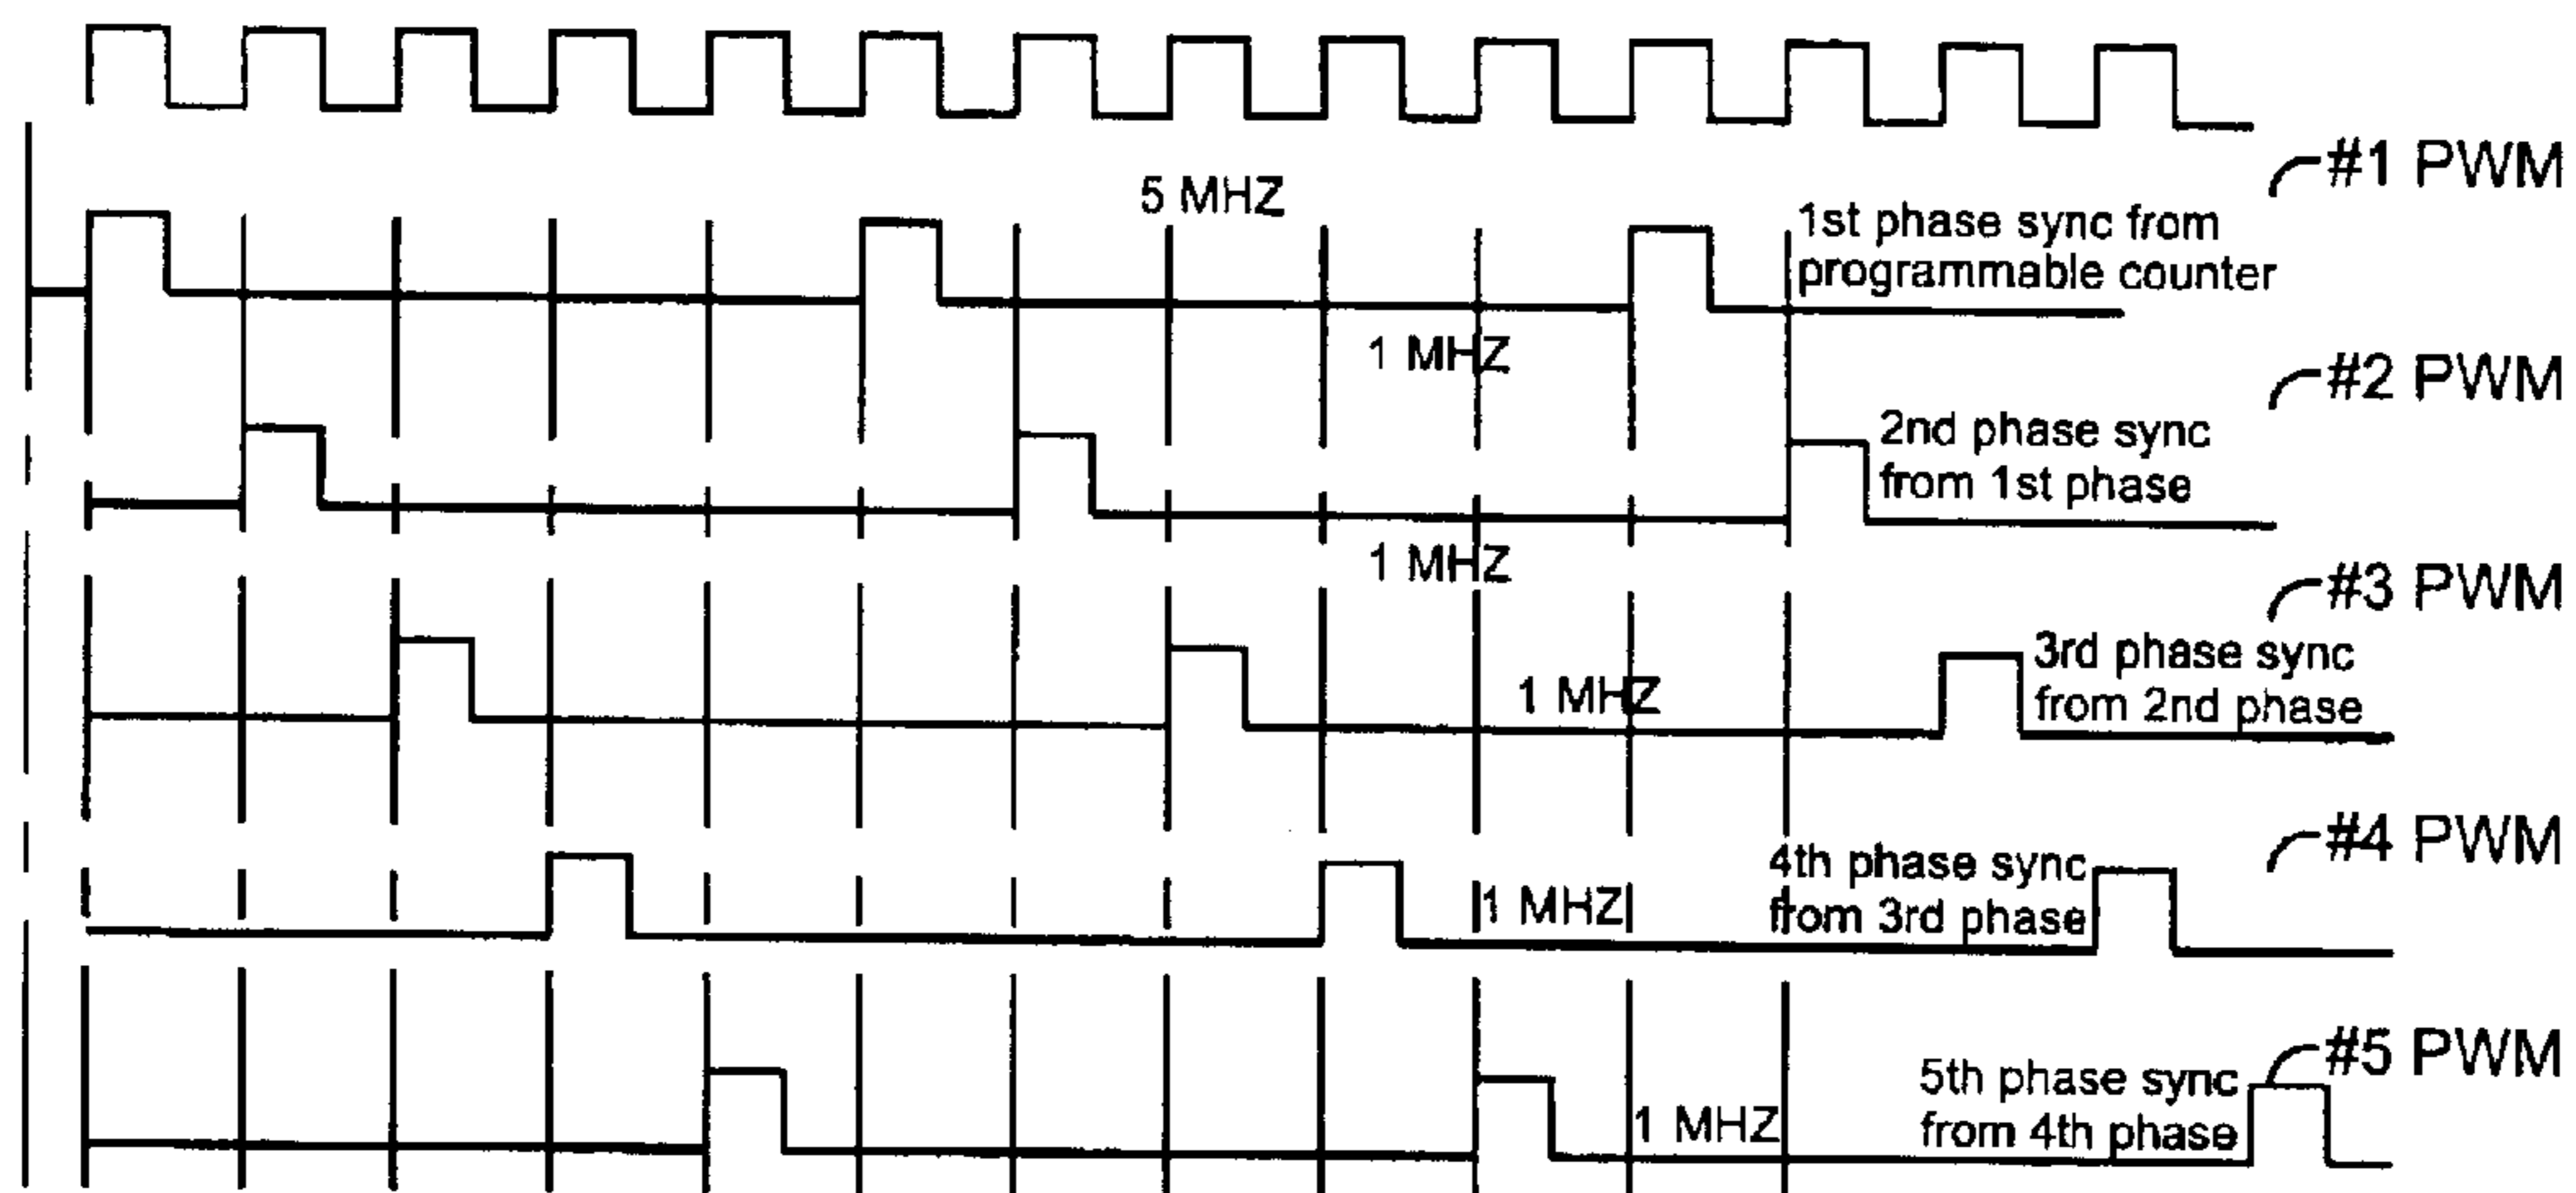 #1 PWM
5 MHZ
1st phase sync from
programmable counter
1 MHZ
#2 PWM
2nd phase sync
from 1st phase
1 MHZ
#3 PWM
3rd phase sync
from 2nd phase
1 MHZ
#4 PWM
4th phase sync
from 3rd phase
1 MHZ
#5 PWM
5th phase sync
from 4th phase
1 MHZ